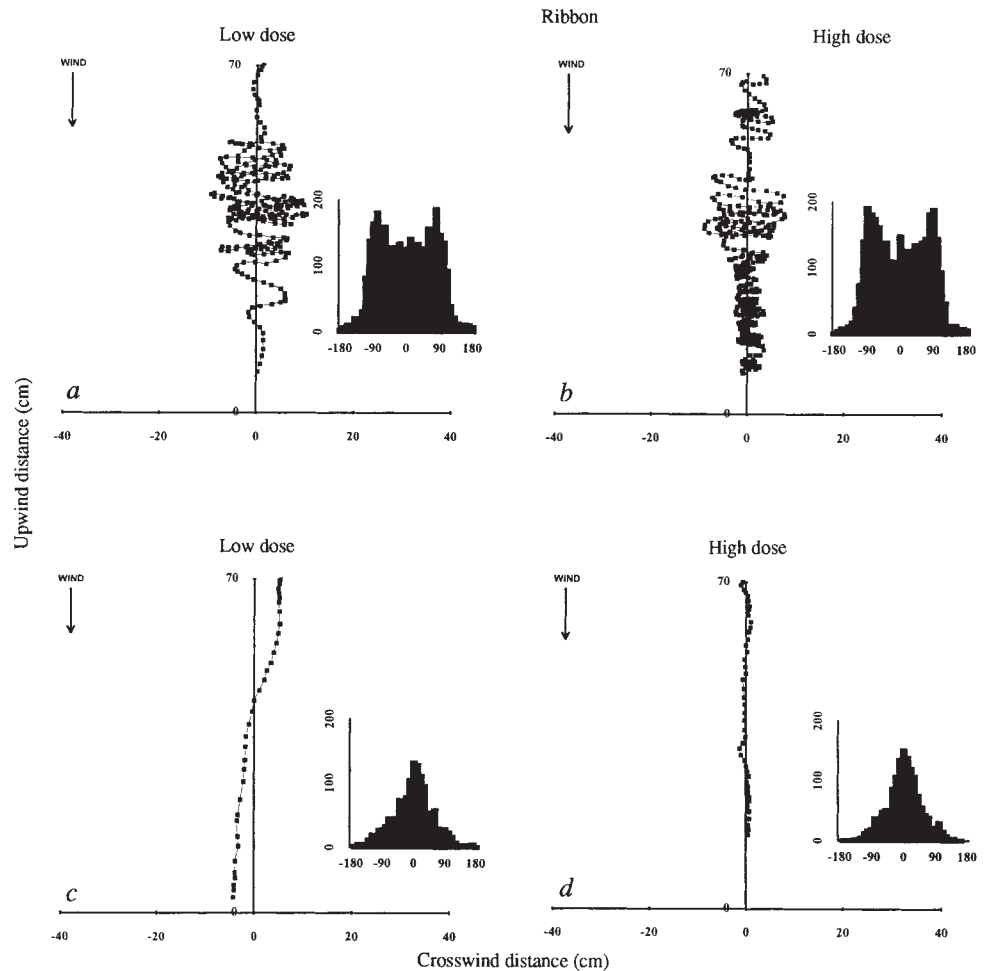 Ribbon
Low dose
High dose
WIND
70
WIND
70
200
100
0
-180 -90 0 90 180
200
100
0
-180 -90 0 90 180
a
0
-40 -20 0 20 40
b
0
-40 -20 0 20 40
Upwind distance (cm)
Low dose
High dose
WIND
70
WIND
70
200
100
0
-180 -90 0 90 180
200
100
0
-180 -90 0 90 180
c
0
-40 -20 0 20 40
d
0
-40 -20 0 20 40
Crosswind distance (cm)